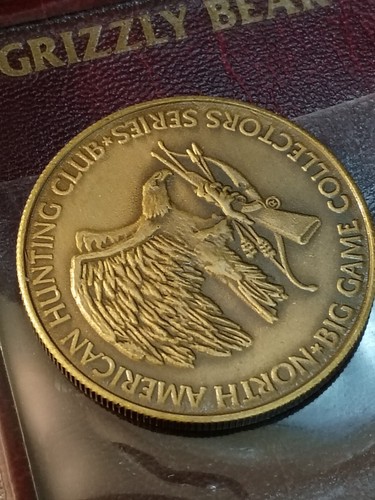 GRIZZLY BEAR
NORTH AMERICAN HUNTING CLUB*
BIG GAME COLLECTORS SERIES*